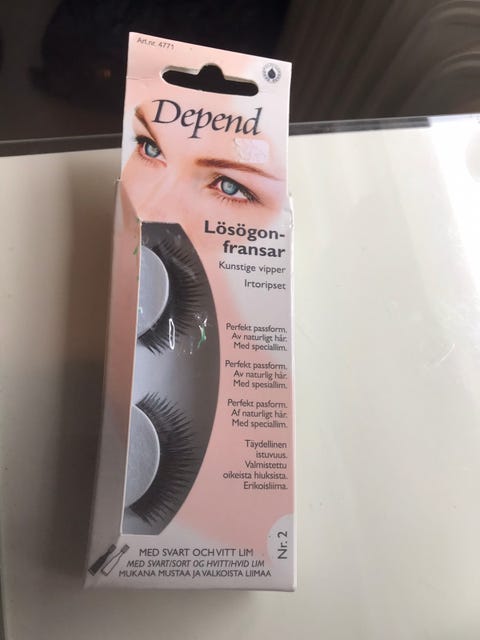 Art.nr. 4771
Depend
Lösögon-
fransar
Kunstige vipper
Irtoripset
Perfekt passform.
Av naturligt hår.
Med speciallim.
Perfekt passform.
Av naturlig hår.
Med spesiallim.
Perfekt pasform.
Af naturligt hår.
Med speciallim.
Täydellinen
istuvuus.
Valmistettu
oikeista hiuksista.
Erikoisliima.
Nr. 2
MED SVART OCH VITT LIM
MED SVART/SORT OG HVITT/HVID LIM
MUKANA MUSTAA JA VALKOISTA LIIMAA